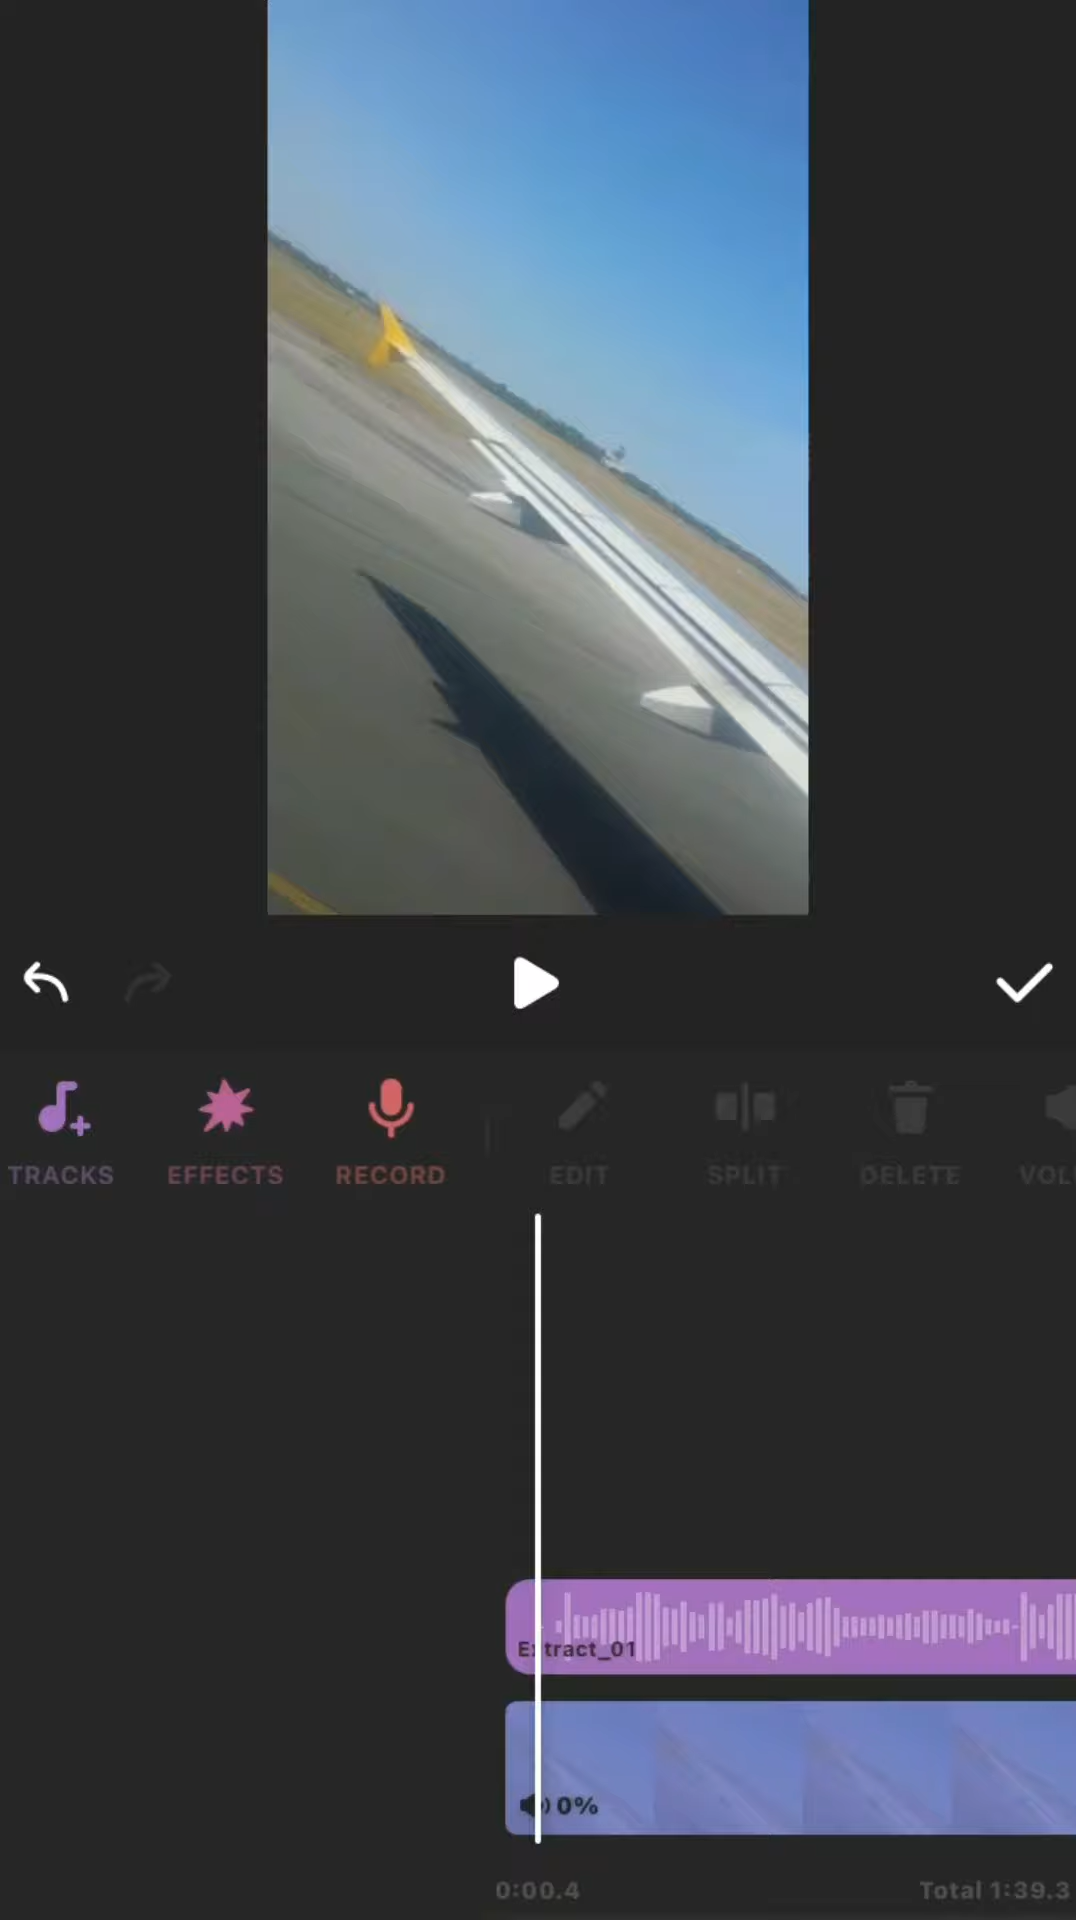 TRACKS EFFECTS RECORD EDIT SPLIT DELETE VOL
Extract_01
0%
0:00.4 Total 1:39.3